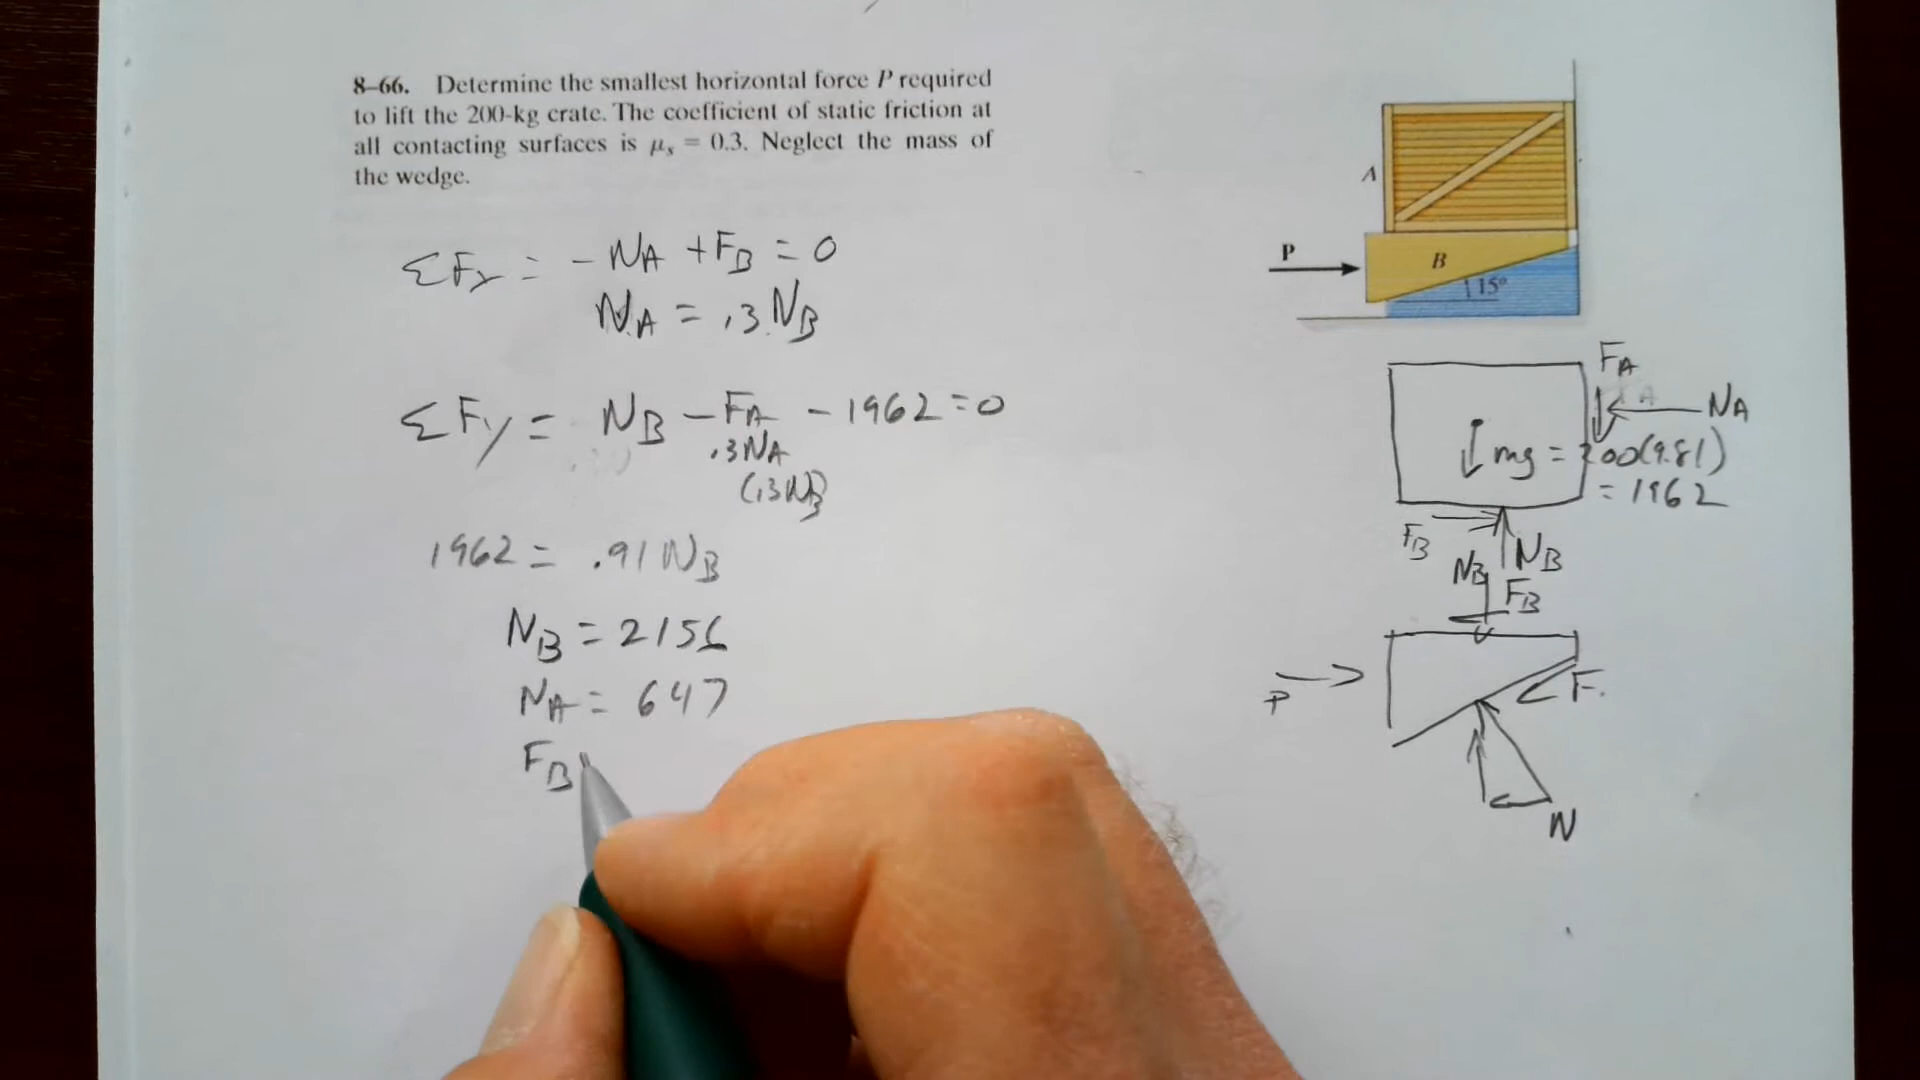 8–66. Determine the smallest horizontal force P required
to lift the 200-kg crate. The coefficient of static friction at
all contacting surfaces is μs = 0.3. Neglect the mass of
the wedge.
A
P
B
15°
ΣFx = - NA + FB = 0
NA = .3 NB
ΣFy = NB - FA - 1962 = 0
.3NA
(.3NB)
1962 = .91 NB
NB = 2156
NA = 647
FB
FA
NA
mg = 200(9.81)
= 1962
FB
NB
NB
FB
P
F
N